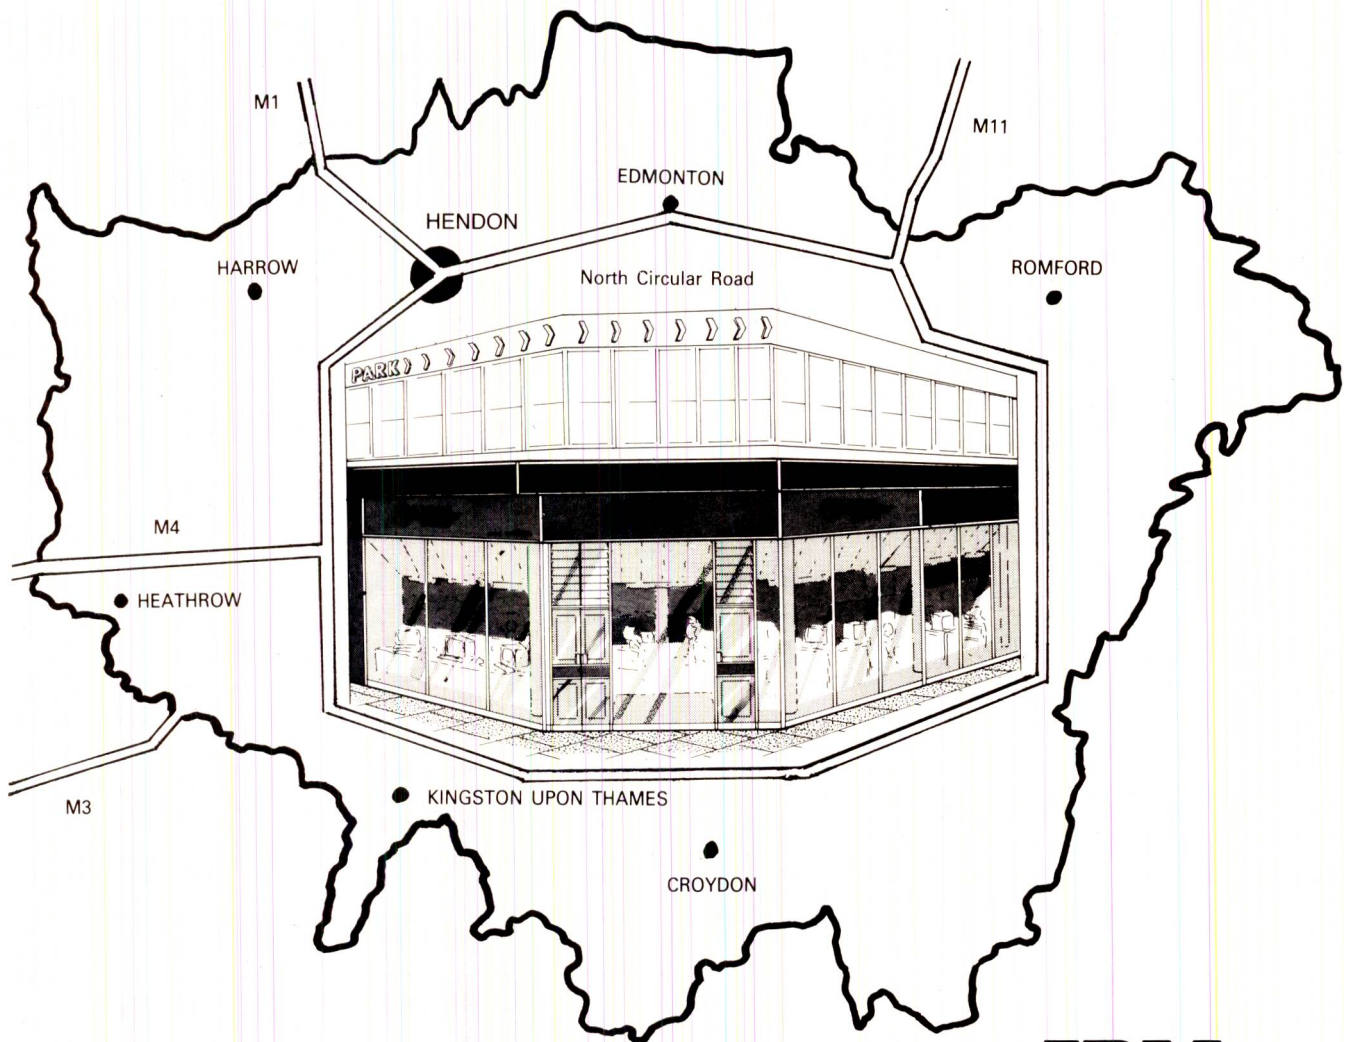 M1
M11
EDMONTON
HENDON
HARROW
North Circular Road
ROMFORD
PARK
M4
HEATHROW
M3
KINGSTON UPON THAMES
CROYDON